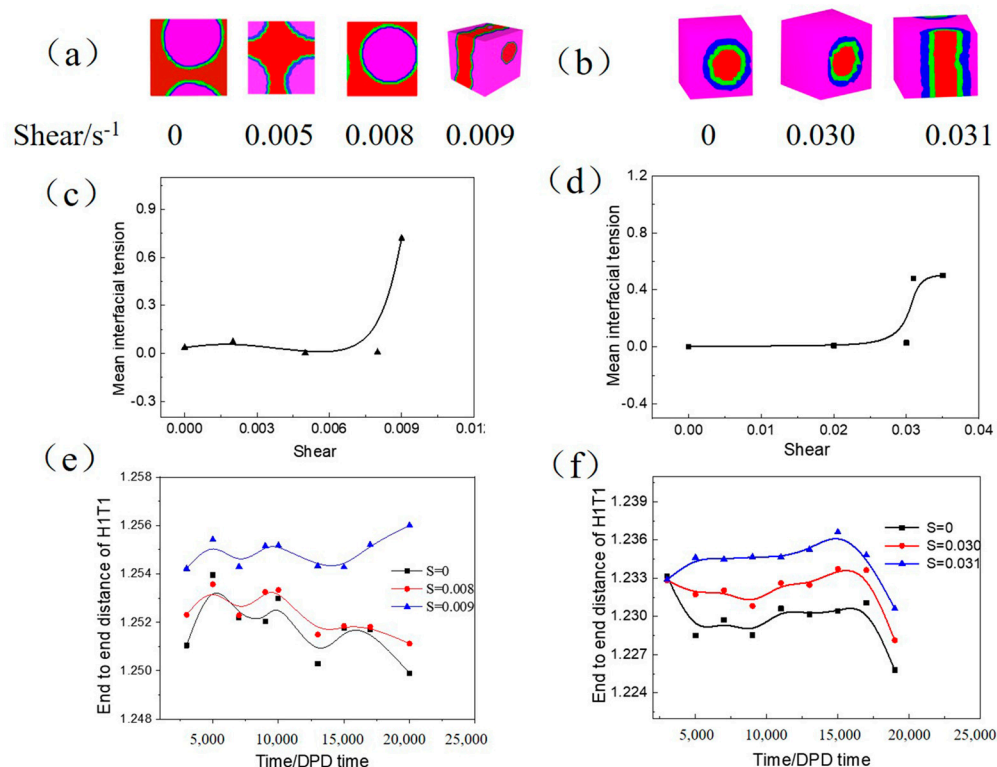 （a） （b）
Shear/s-1 0 0.005 0.008 0.009 0 0.030 0.031
（c）
Mean interfacial tension
0.9
0.6
0.3
0.0
-0.3
0.000 0.003 0.006 0.009 0.01
Shear
（d）
Mean interfacial tension
1.2
0.8
0.4
0.0
-0.4
0.00 0.01 0.02 0.03 0.04
Shear
（e）
End to end distance of H1T1
1.258
1.256
1.254
1.252
1.250
1.248
S=0
S=0.008
S=0.009
5,000 10,000 15,000 20,000 25,000
Time/DPD time
（f）
End to end distance of H1T1
1.239
1.236
1.233
1.230
1.227
1.224
S=0
S=0.030
S=0.031
5,000 10,000 15,000 20,000 25,000
Time/DPD time